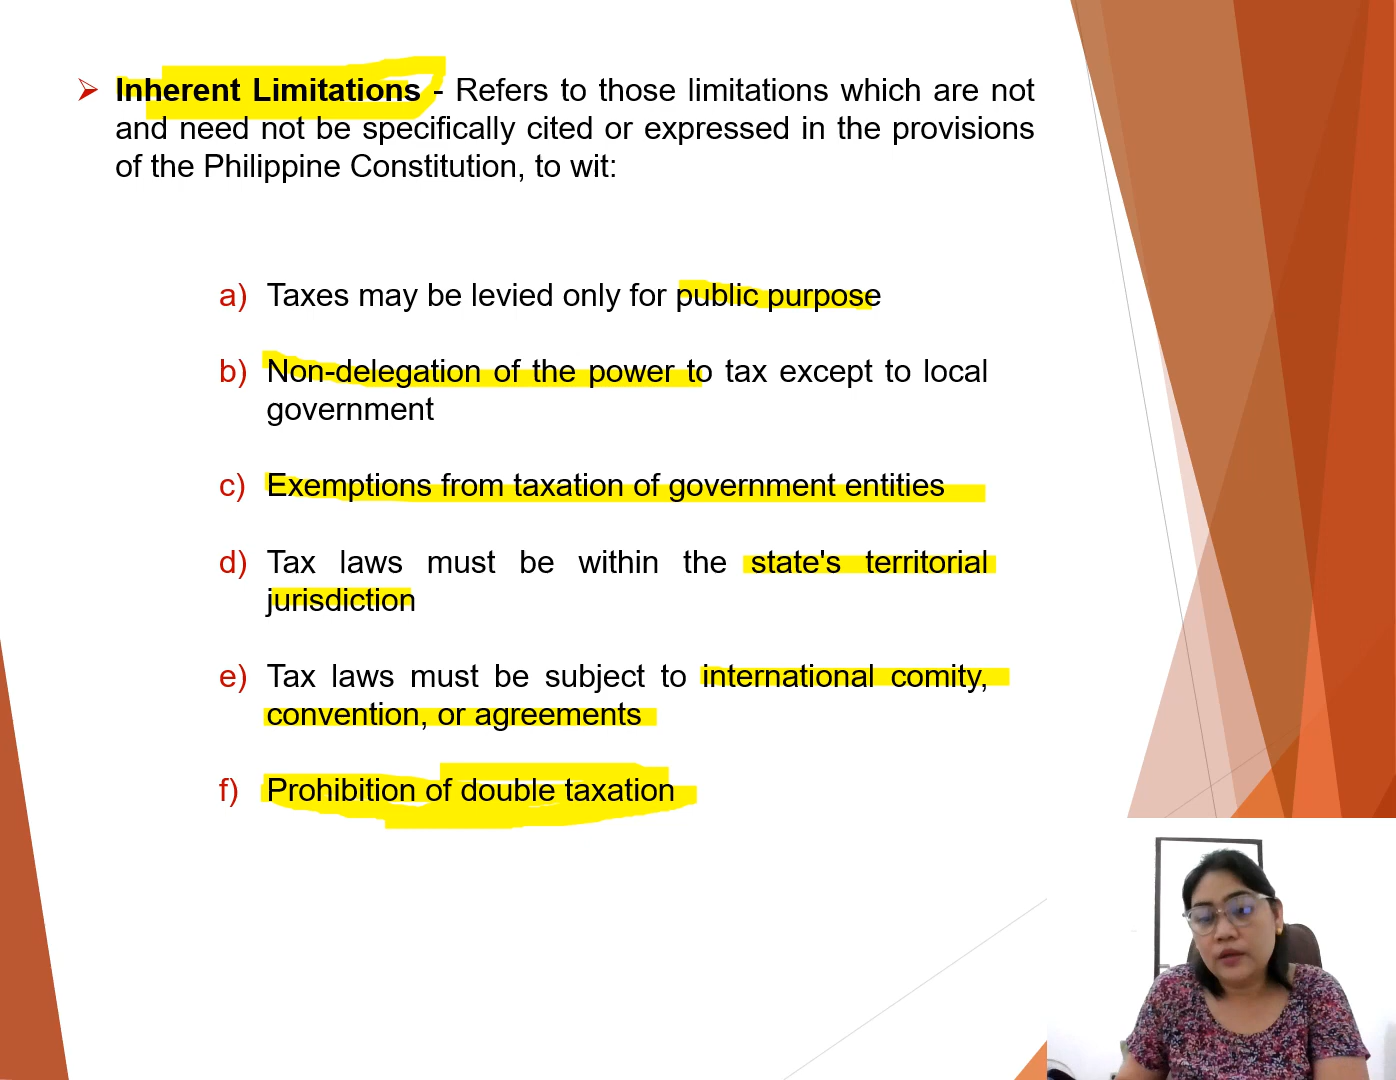 Inherent Limitations - Refers to those limitations which are not
and need not be specifically cited or expressed in the provisions
of the Philippine Constitution, to wit:
a) Taxes may be levied only for public purpose
b) Non-delegation of the power to tax except to local
government
c) Exemptions from taxation of government entities
d) Tax laws must be within the state's territorial
jurisdiction
e) Tax laws must be subject to international comity,
convention, or agreements
f) Prohibition of double taxation